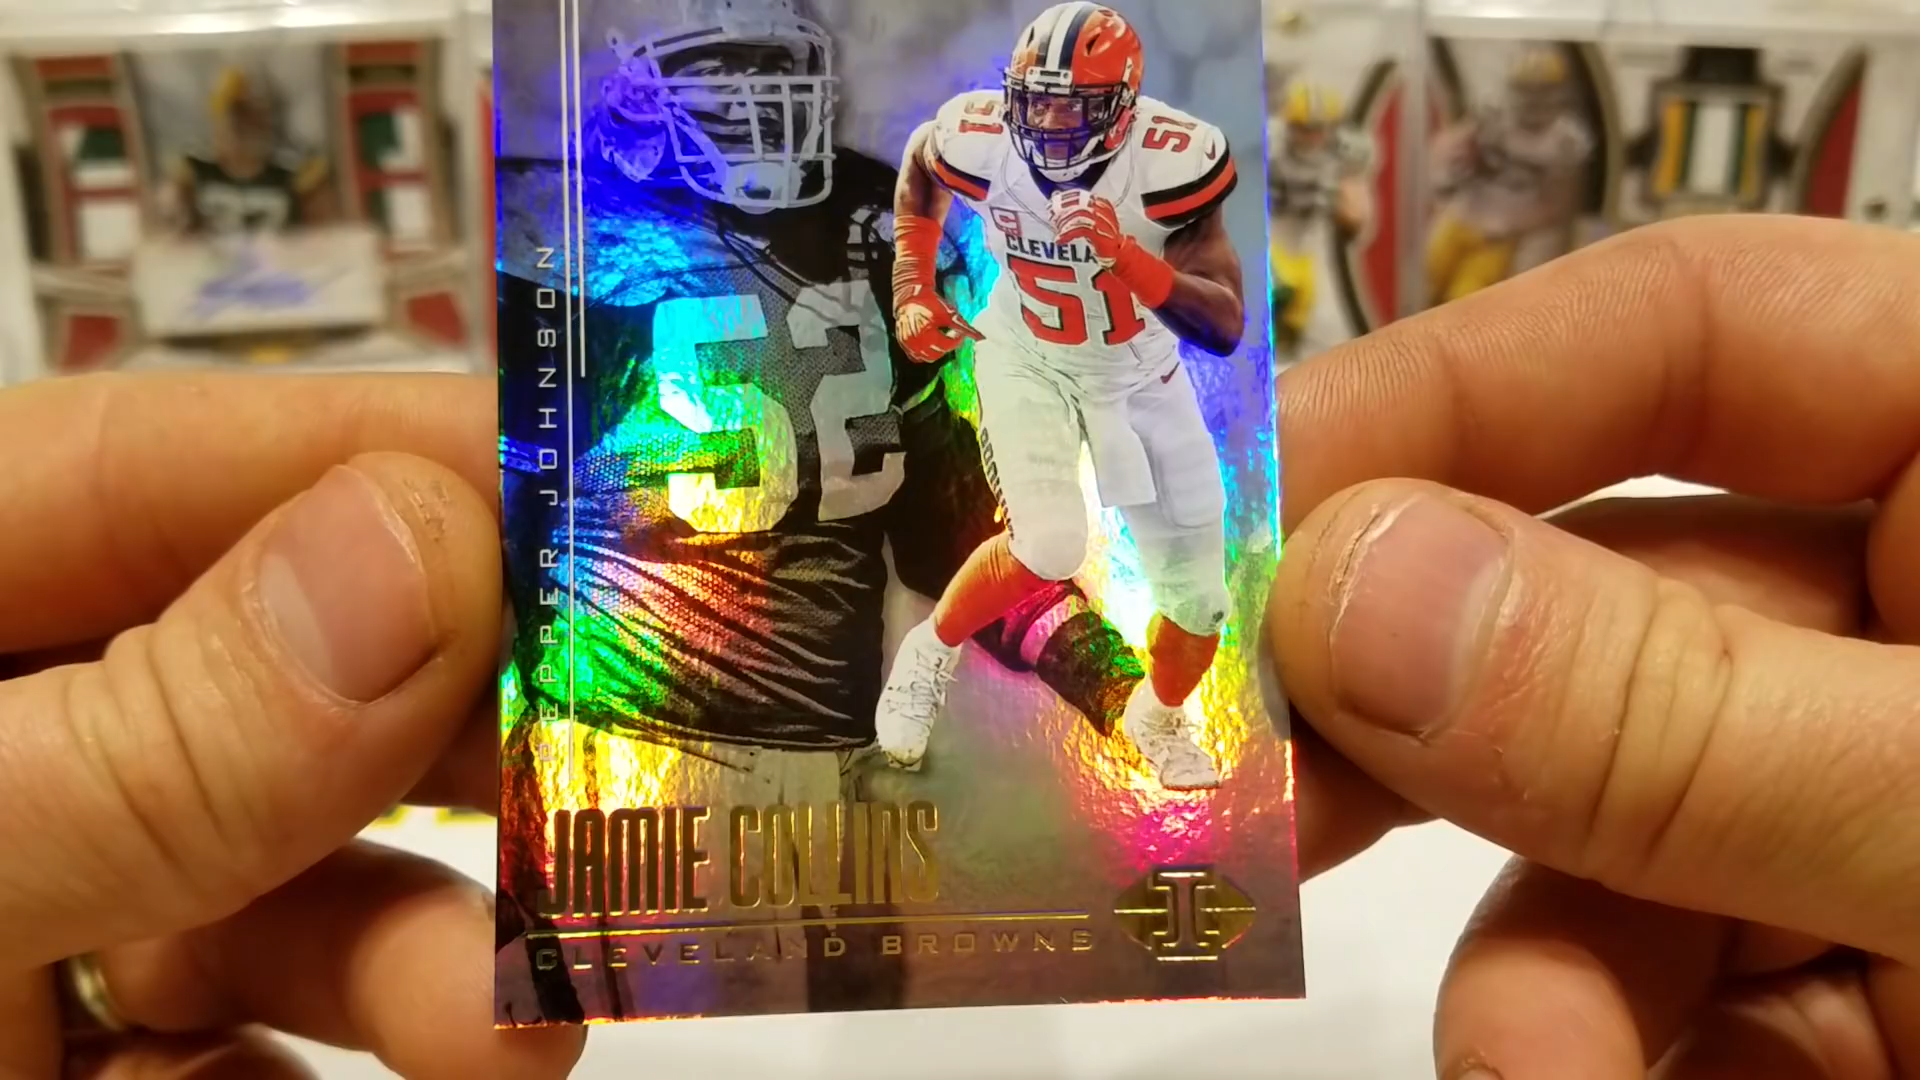 PEPPER JOHNSON
52
51
51
C
CLEVELA
51
JAMIE COLLINS
CLEVELAND BROWNS
I